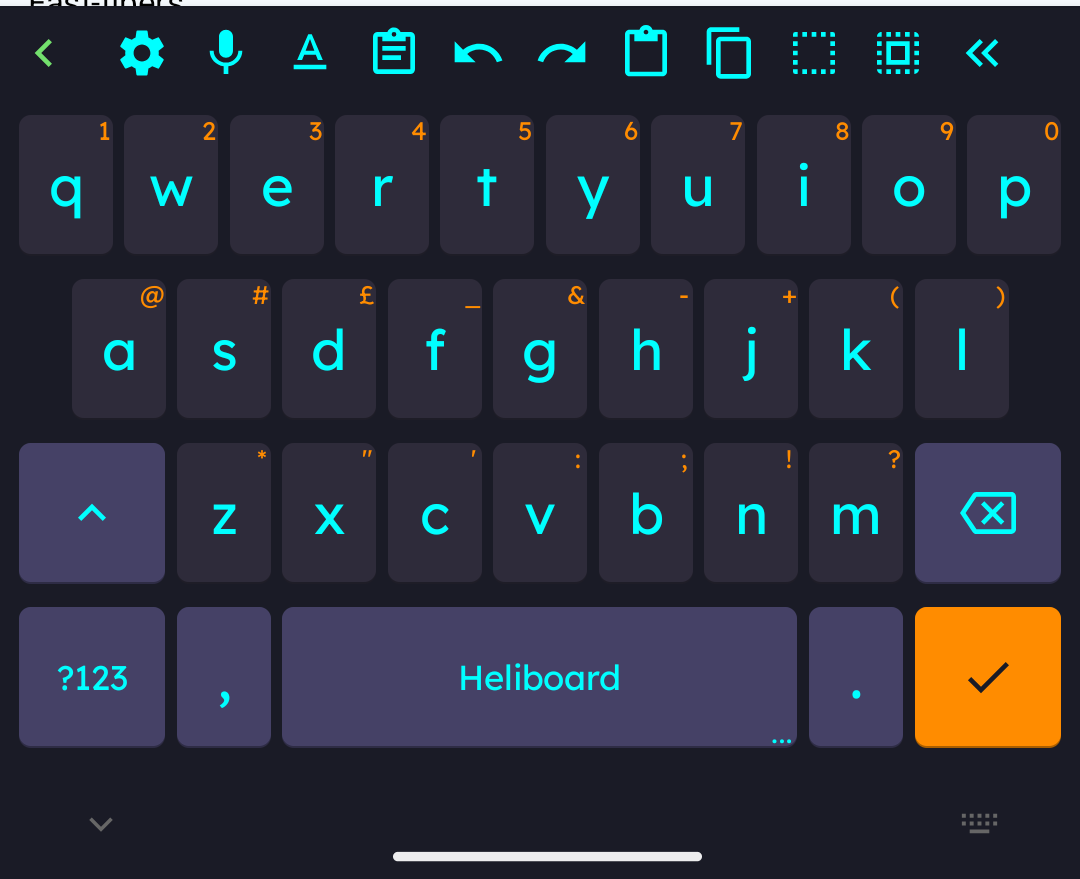 1 2 3 4 5 6 7 8 9 0
q w e r t y u i o p
@ # £ _ & - + ( )
a s d f g h j k l
* " ' : ; ! ?
z x c v b n m
?123 , Heliboard . 
...